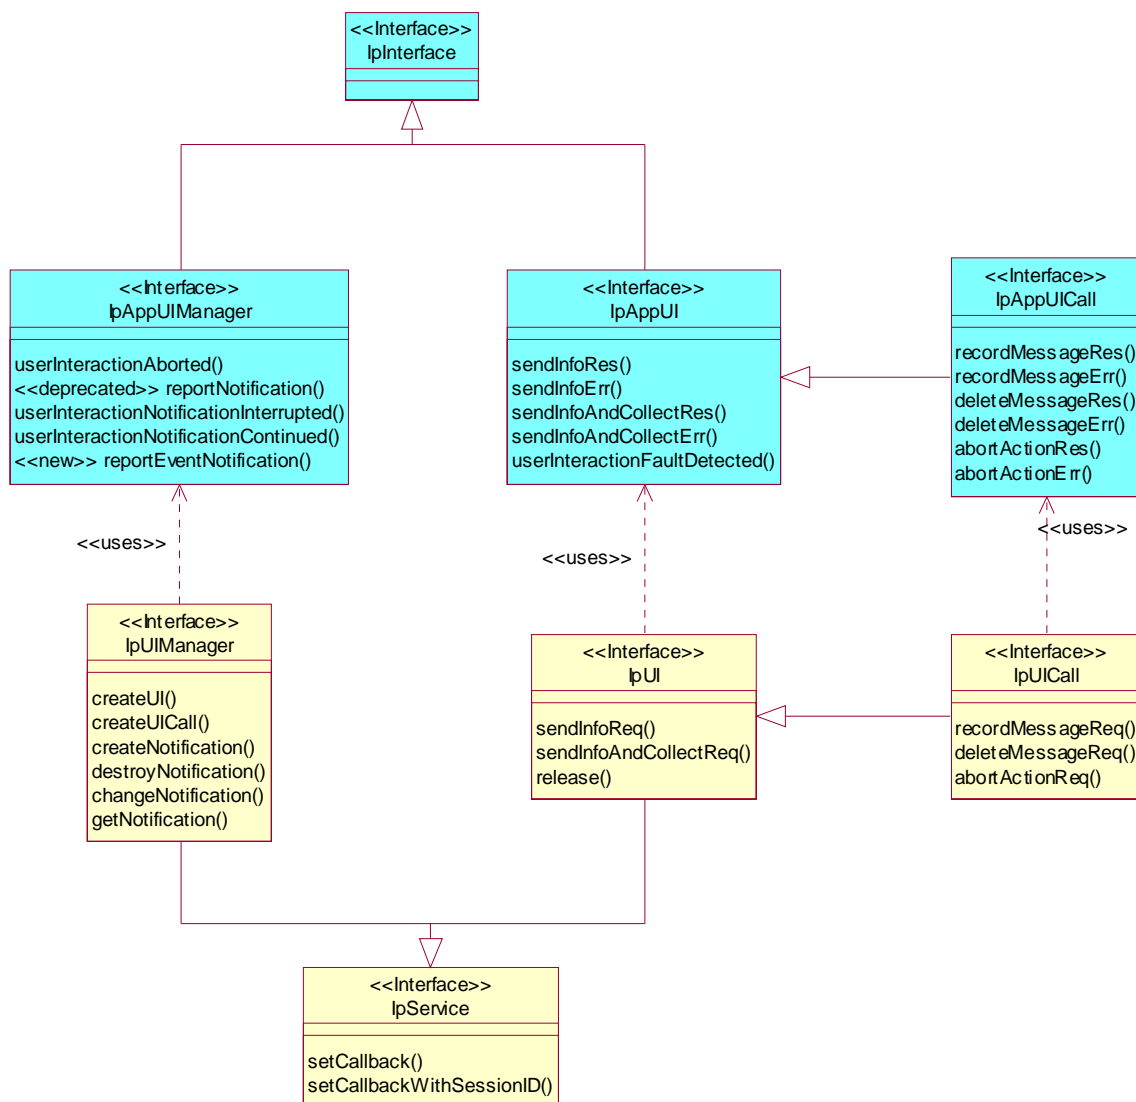 <<Interface>>
IpInterface
<<Interface>>
IpAppUIManager
userInteractionAborted()
<<deprecated>> reportNotification()
userInteractionNotificationInterrupted()
userInteractionNotificationContinued()
<<new>> reportEventNotification()
<<Interface>>
IpAppUI
sendInfoRes()
sendInfoErr()
sendInfoAndCollectRes()
sendInfoAndCollectErr()
userInteractionFaultDetected()
<<Interface>>
IpAppUICall
recordMessageRes()
recordMessageErr()
deleteMessageRes()
deleteMessageErr()
abortActionRes()
abortActionErr()
<<uses>>
<<uses>>
<<uses>>
<<Interface>>
IpUIManager
createUI()
createUICall()
createNotification()
destroyNotification()
changeNotification()
getNotification()
<<Interface>>
IpUI
sendInfoReq()
sendInfoAndCollectReq()
release()
<<Interface>>
IpUICall
recordMessageReq()
deleteMessageReq()
abortActionReq()
<<Interface>>
IpService
setCallback()
setCallbackWithSessionID()